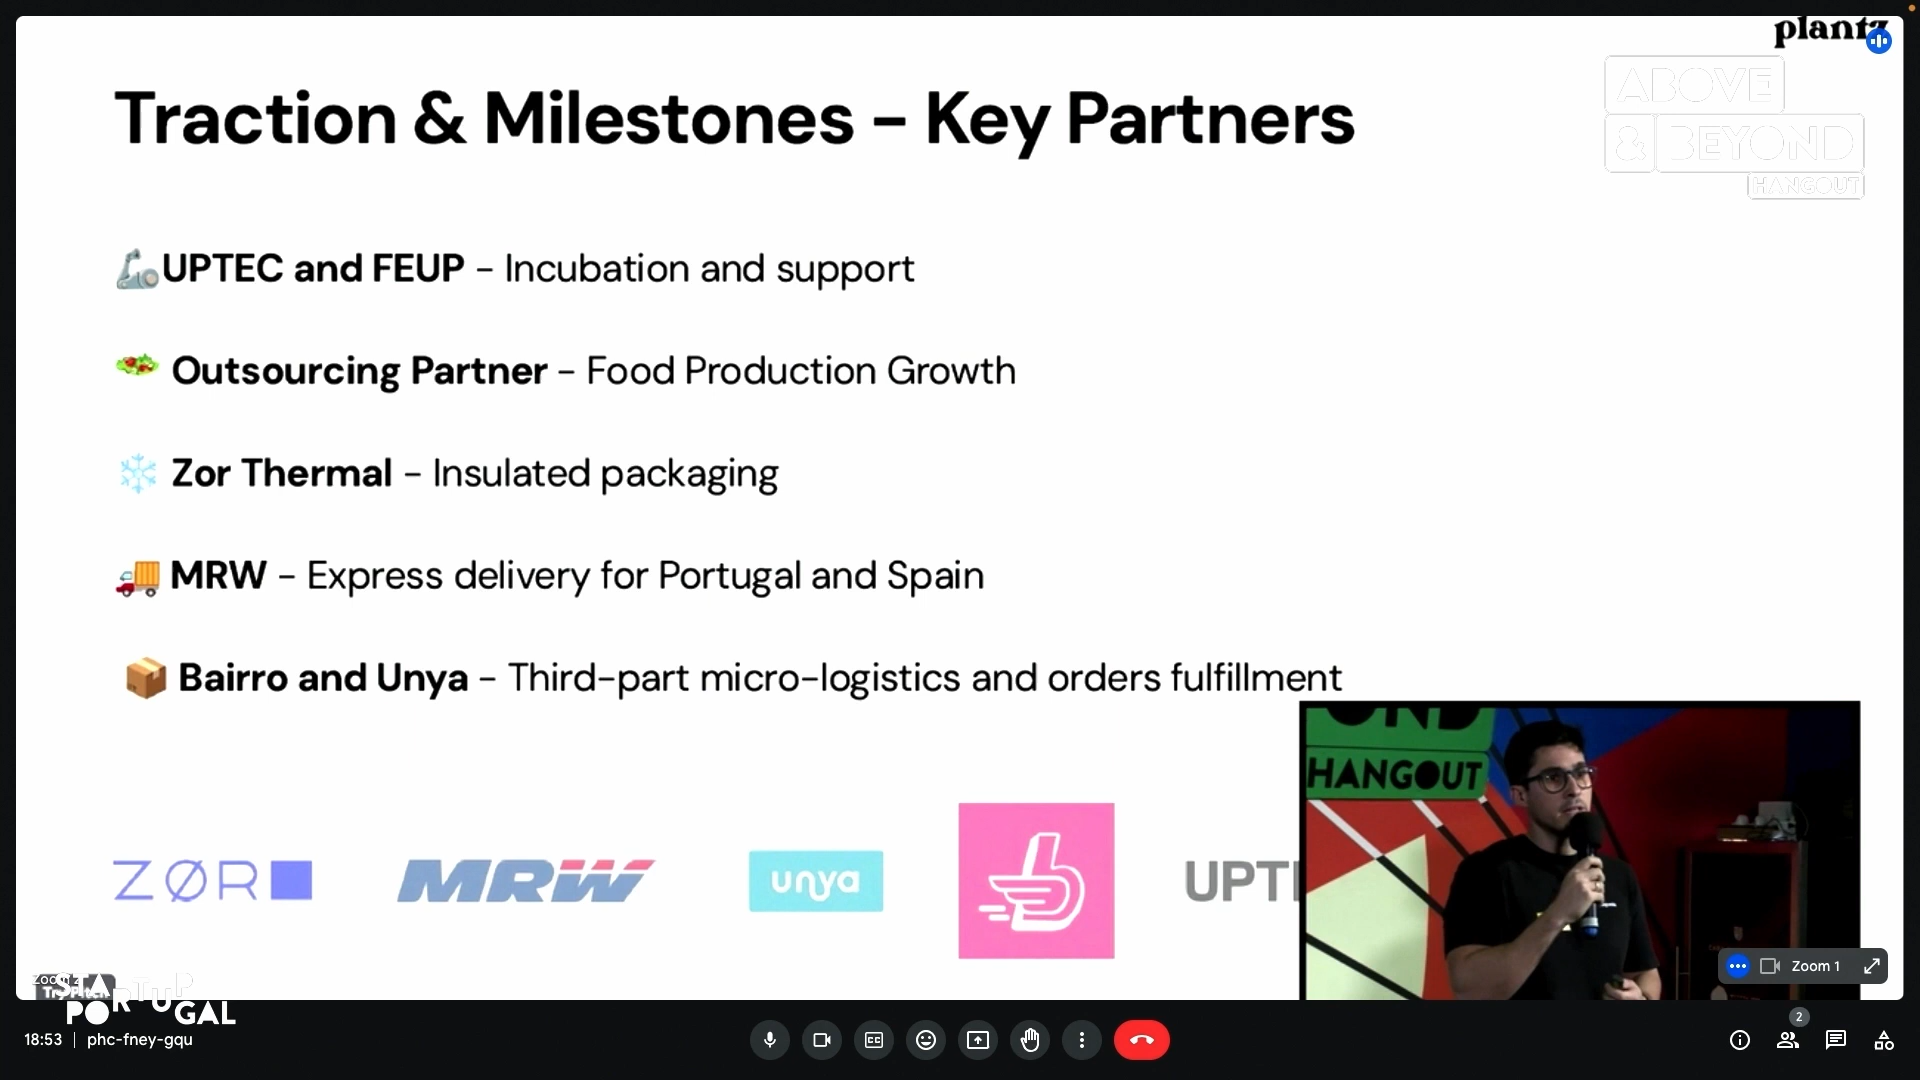 plantz
ABOVE
& BEYOND
HANGOUT
Traction & Milestones – Key Partners
UPTEC and FEUP – Incubation and support
Outsourcing Partner – Food Production Growth
Zor Thermal – Insulated packaging
MRW – Express delivery for Portugal and Spain
Bairro and Unya – Third-part micro-logistics and orders fulfillment
ZØR
MRW
unya
b
UPT
HANGOUT
Zoom 1
STARTUP
PORTUGAL
18:53 | phc-fney-gqu
2